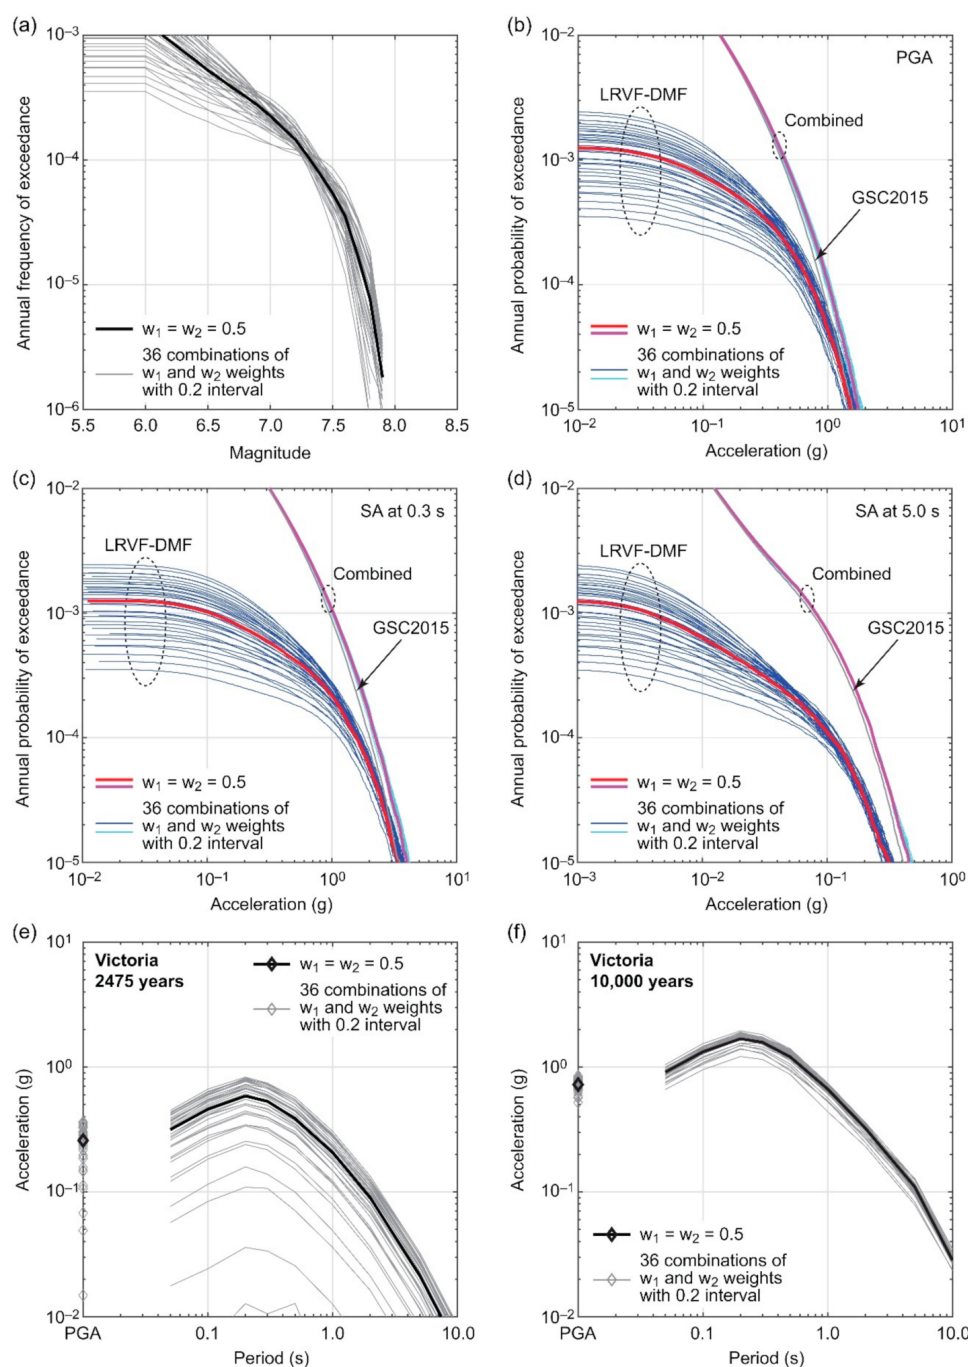 (a)
10⁻³
10⁻⁴
10⁻⁵
10⁻⁶
Annual frequency of exceedance
w₁ = w₂ = 0.5
36 combinations of
w₁ and w₂ weights
with 0.2 interval
5.5 6.0 6.5 7.0 7.5 8.0 8.5
Magnitude
(b)
10⁻²
10⁻³
10⁻⁴
10⁻⁵
Annual probability of exceedance
PGA
LRVF-DMF
Combined
GSC2015
w₁ = w₂ = 0.5
36 combinations of
w₁ and w₂ weights
with 0.2 interval
10⁻² 10⁻¹ 10⁰ 10¹
Acceleration (g)
(c)
10⁻²
10⁻³
10⁻⁴
10⁻⁵
Annual probability of exceedance
SA at 0.3 s
LRVF-DMF
Combined
GSC2015
w₁ = w₂ = 0.5
36 combinations of
w₁ and w₂ weights
with 0.2 interval
10⁻² 10⁻¹ 10⁰ 10¹
Acceleration (g)
(d)
10⁻²
10⁻³
10⁻⁴
10⁻⁵
Annual probability of exceedance
SA at 5.0 s
LRVF-DMF
Combined
GSC2015
w₁ = w₂ = 0.5
36 combinations of
w₁ and w₂ weights
with 0.2 interval
10⁻³ 10⁻² 10⁻¹ 10⁰
Acceleration (g)
(e)
10¹
10⁰
10⁻¹
10⁻²
Acceleration (g)
Victoria
2475 years
w₁ = w₂ = 0.5
36 combinations of
w₁ and w₂ weights
with 0.2 interval
PGA 0.1 1.0 10.0
Period (s)
(f)
10¹
10⁰
10⁻¹
10⁻²
Acceleration (g)
Victoria
10,000 years
w₁ = w₂ = 0.5
36 combinations of
w₁ and w₂ weights
with 0.2 interval
PGA 0.1 1.0 10.0
Period (s)